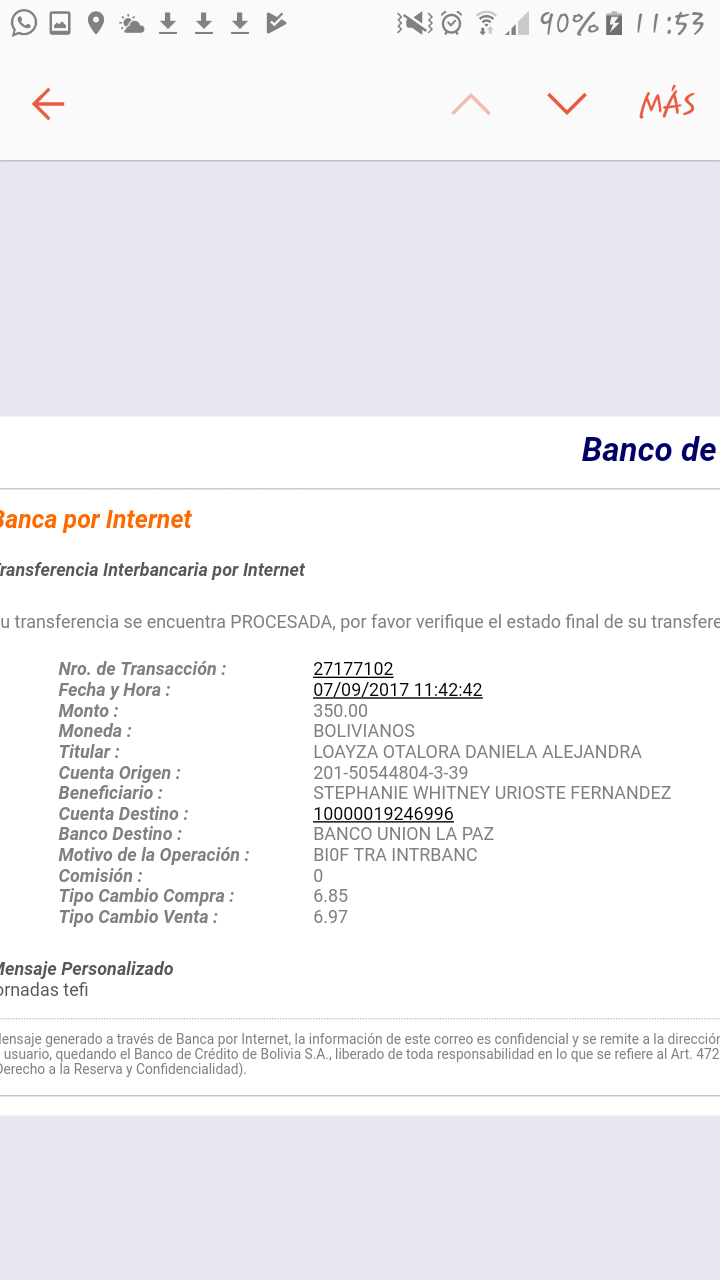 90% 11:53
MÁS
Banco de
Banca por Internet
Transferencia Interbancaria por Internet
u transferencia se encuentra PROCESADA, por favor verifique el estado final de su transfere
Nro. de Transacción : 27177102
Fecha y Hora : 07/09/2017 11:42:42
Monto : 350.00
Moneda : BOLIVIANOS
Titular : LOAYZA OTALORA DANIELA ALEJANDRA
Cuenta Origen : 201-50544804-3-39
Beneficiario : STEPHANIE WHITNEY URIOSTE FERNANDEZ
Cuenta Destino : 10000019246996
Banco Destino : BANCO UNION LA PAZ
Motivo de la Operación : BI0F TRA INTRBANC
Comisión : 0
Tipo Cambio Compra : 6.85
Tipo Cambio Venta : 6.97
Mensaje Personalizado
ornadas tefi
Mensaje generado a través de Banca por Internet, la información de este correo es confidencial y se remite a la dirección
usuario, quedando el Banco de Crédito de Bolivia S.A., liberado de toda responsabilidad en lo que se refiere al Art. 472
Derecho a la Reserva y Confidencialidad).